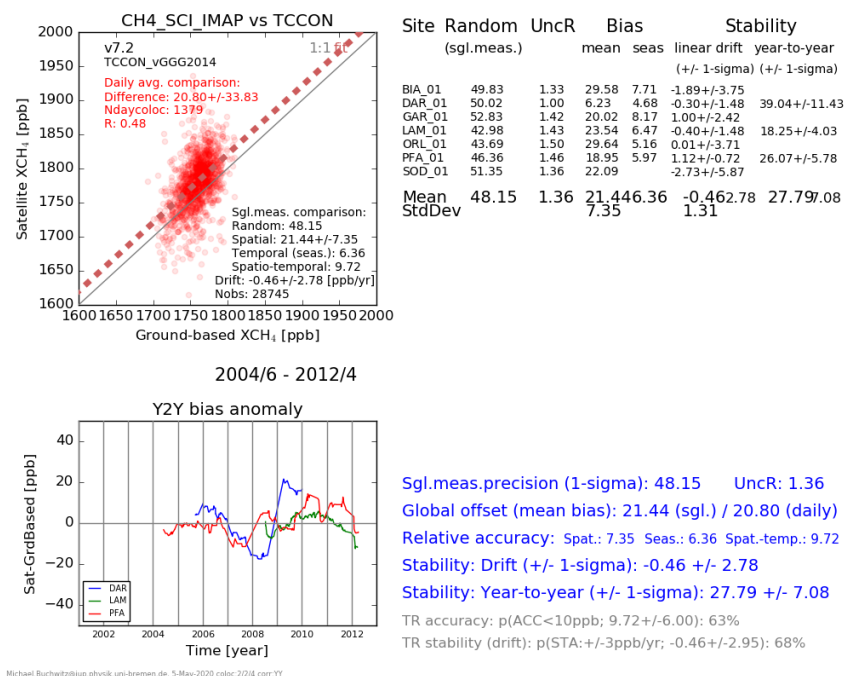 CH4_SCI_IMAP vs TCCON
v7.2
TCCON_vGGG2014
1:1 fit
Daily avg. comparison:
Difference: 20.80+/-33.83
Ndaycoloc: 1379
R: 0.48
Sgl.meas. comparison:
Random: 48.15
Spatial: 21.44+/-7.35
Temporal (seas.): 6.36
Spatio-temporal: 9.72
Drift: -0.46+/-2.78 [ppb/yr]
Nobs: 28745
Satellite XCH4 [ppb]
2000
1950
1900
1850
1800
1750
1700
1650
1600
1600 1650 1700 1750 1800 1850 1900 1950 2000
Ground-based XCH4 [ppb]
Site Random UncR Bias Stability
(sgl.meas.) mean seas linear drift year-to-year
(+/- 1-sigma) (+/- 1-sigma)
BIA_01 49.83 1.33 29.58 7.71 -1.89+/-3.75
DAR_01 50.02 1.00 6.23 4.68 -0.30+/-1.48 39.04+/-11.43
GAR_01 52.83 1.42 20.02 8.17 1.00+/-2.42
LAM_01 42.98 1.43 23.54 6.47 -0.40+/-1.48 18.25+/-4.03
ORL_01 43.69 1.50 29.64 5.16 0.01+/-3.71
PFA_01 46.36 1.46 18.95 5.97 1.12+/-0.72 26.07+/-5.78
SOD_01 51.35 1.36 22.09 -2.73+/-5.87
Mean 48.15 1.36 21.44 6.36 -0.46 2.78 27.79 7.08
StdDev 7.35 1.31
2004/6 - 2012/4
Y2Y bias anomaly
Sat-GrdBased [ppb]
40
20
0
−20
−40
DAR
LAM
PFA
2002 2004 2006 2008 2010 2012
Time [year]
Sgl.meas.precision (1-sigma): 48.15 UncR: 1.36
Global offset (mean bias): 21.44 (sgl.) / 20.80 (daily)
Relative accuracy: Spat.: 7.35 Seas.: 6.36 Spat.-temp.: 9.72
Stability: Drift (+/- 1-sigma): -0.46 +/- 2.78
Stability: Year-to-year (+/- 1-sigma): 27.79 +/- 7.08
TR accuracy: p(ACC<10ppb; 9.72+/-6.00): 63%
TR stability (drift): p(STA:+/-3ppb/yr; -0.46+/-2.95): 68%
Michael.Buchwitz@iup.physik.uni-bremen.de, 5-May-2020 coloc:2/2/4 corr:YY